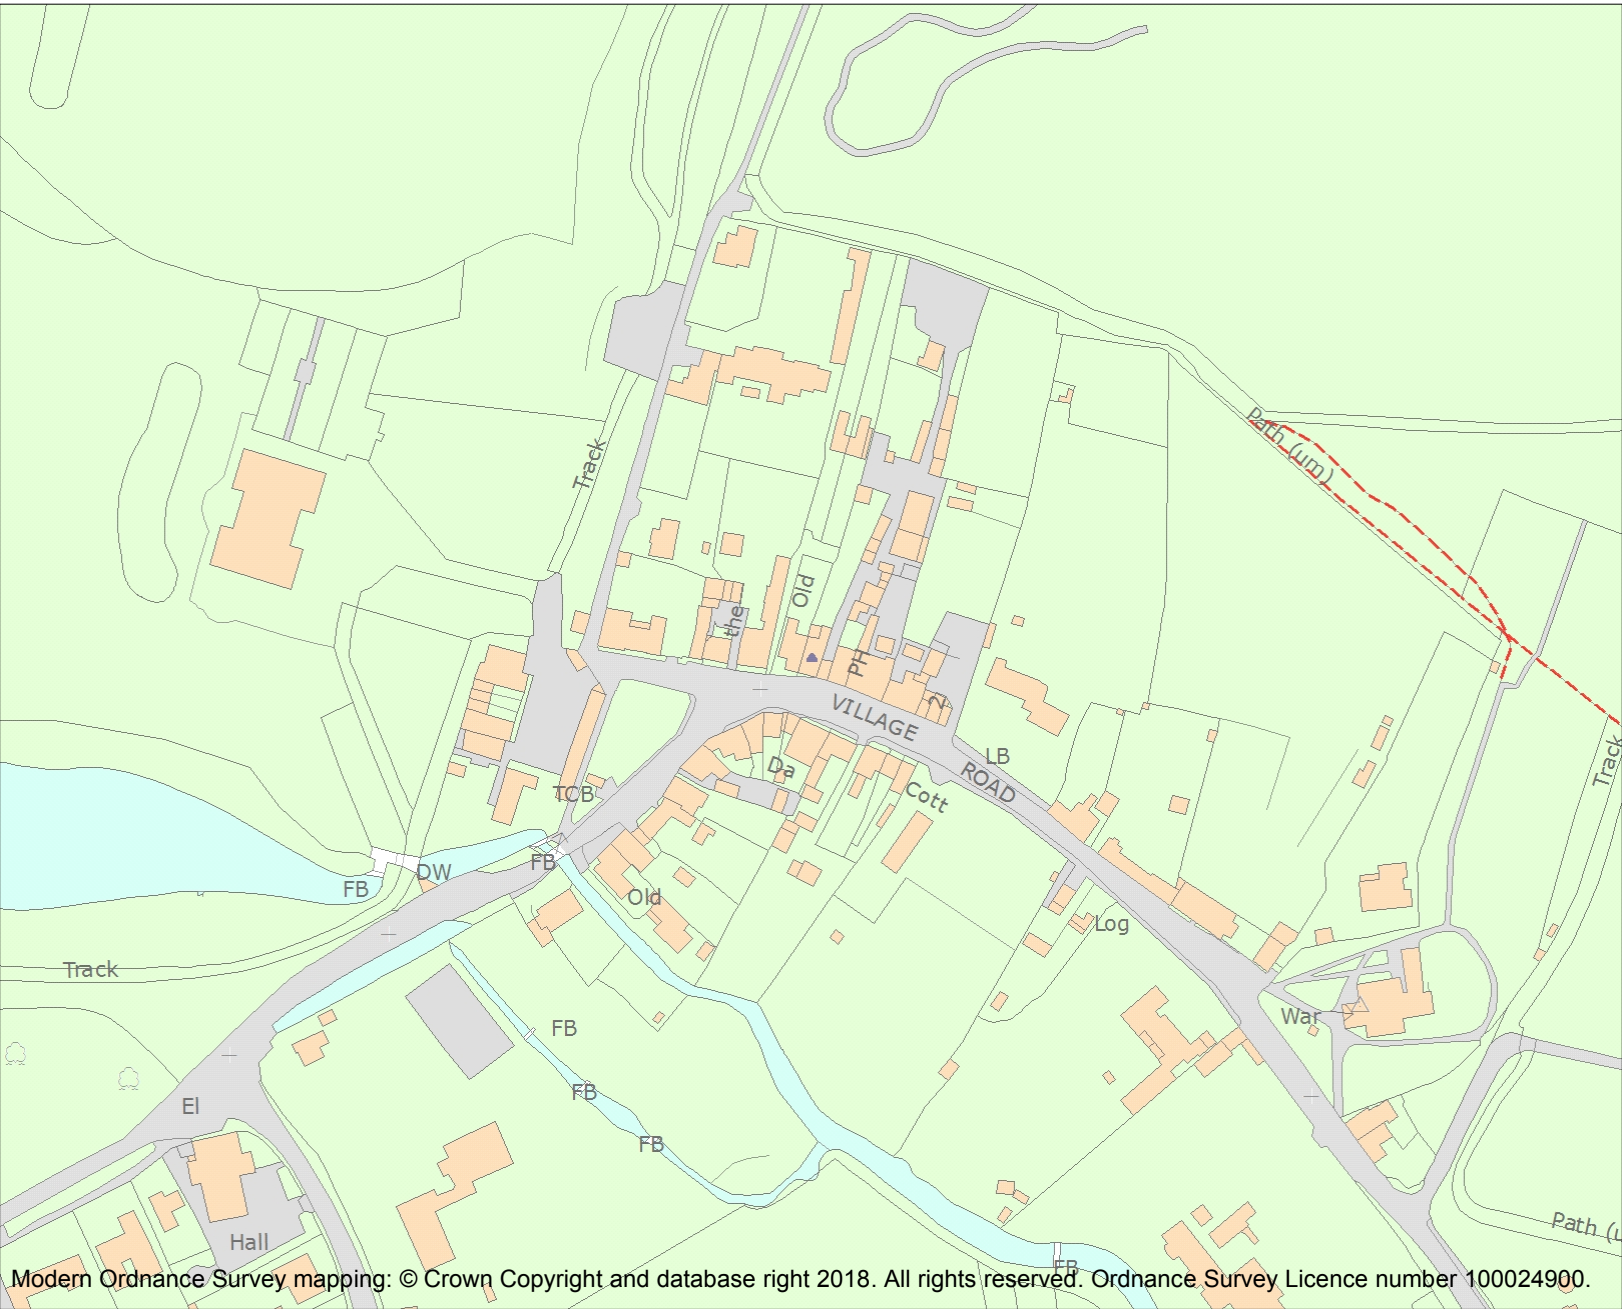 Path (um)
Track
Old
the
PH
2
VILLAGE
ROAD
LB
Da
Cott
TCB
FB
DW
FB
Old
Log
Track
Track
War
FB
FB
FB
El
Hall
Path (u
FB
Modern Ordnance Survey mapping: © Crown Copyright and database right 2018. All rights reserved. Ordnance Survey Licence number 100024900.